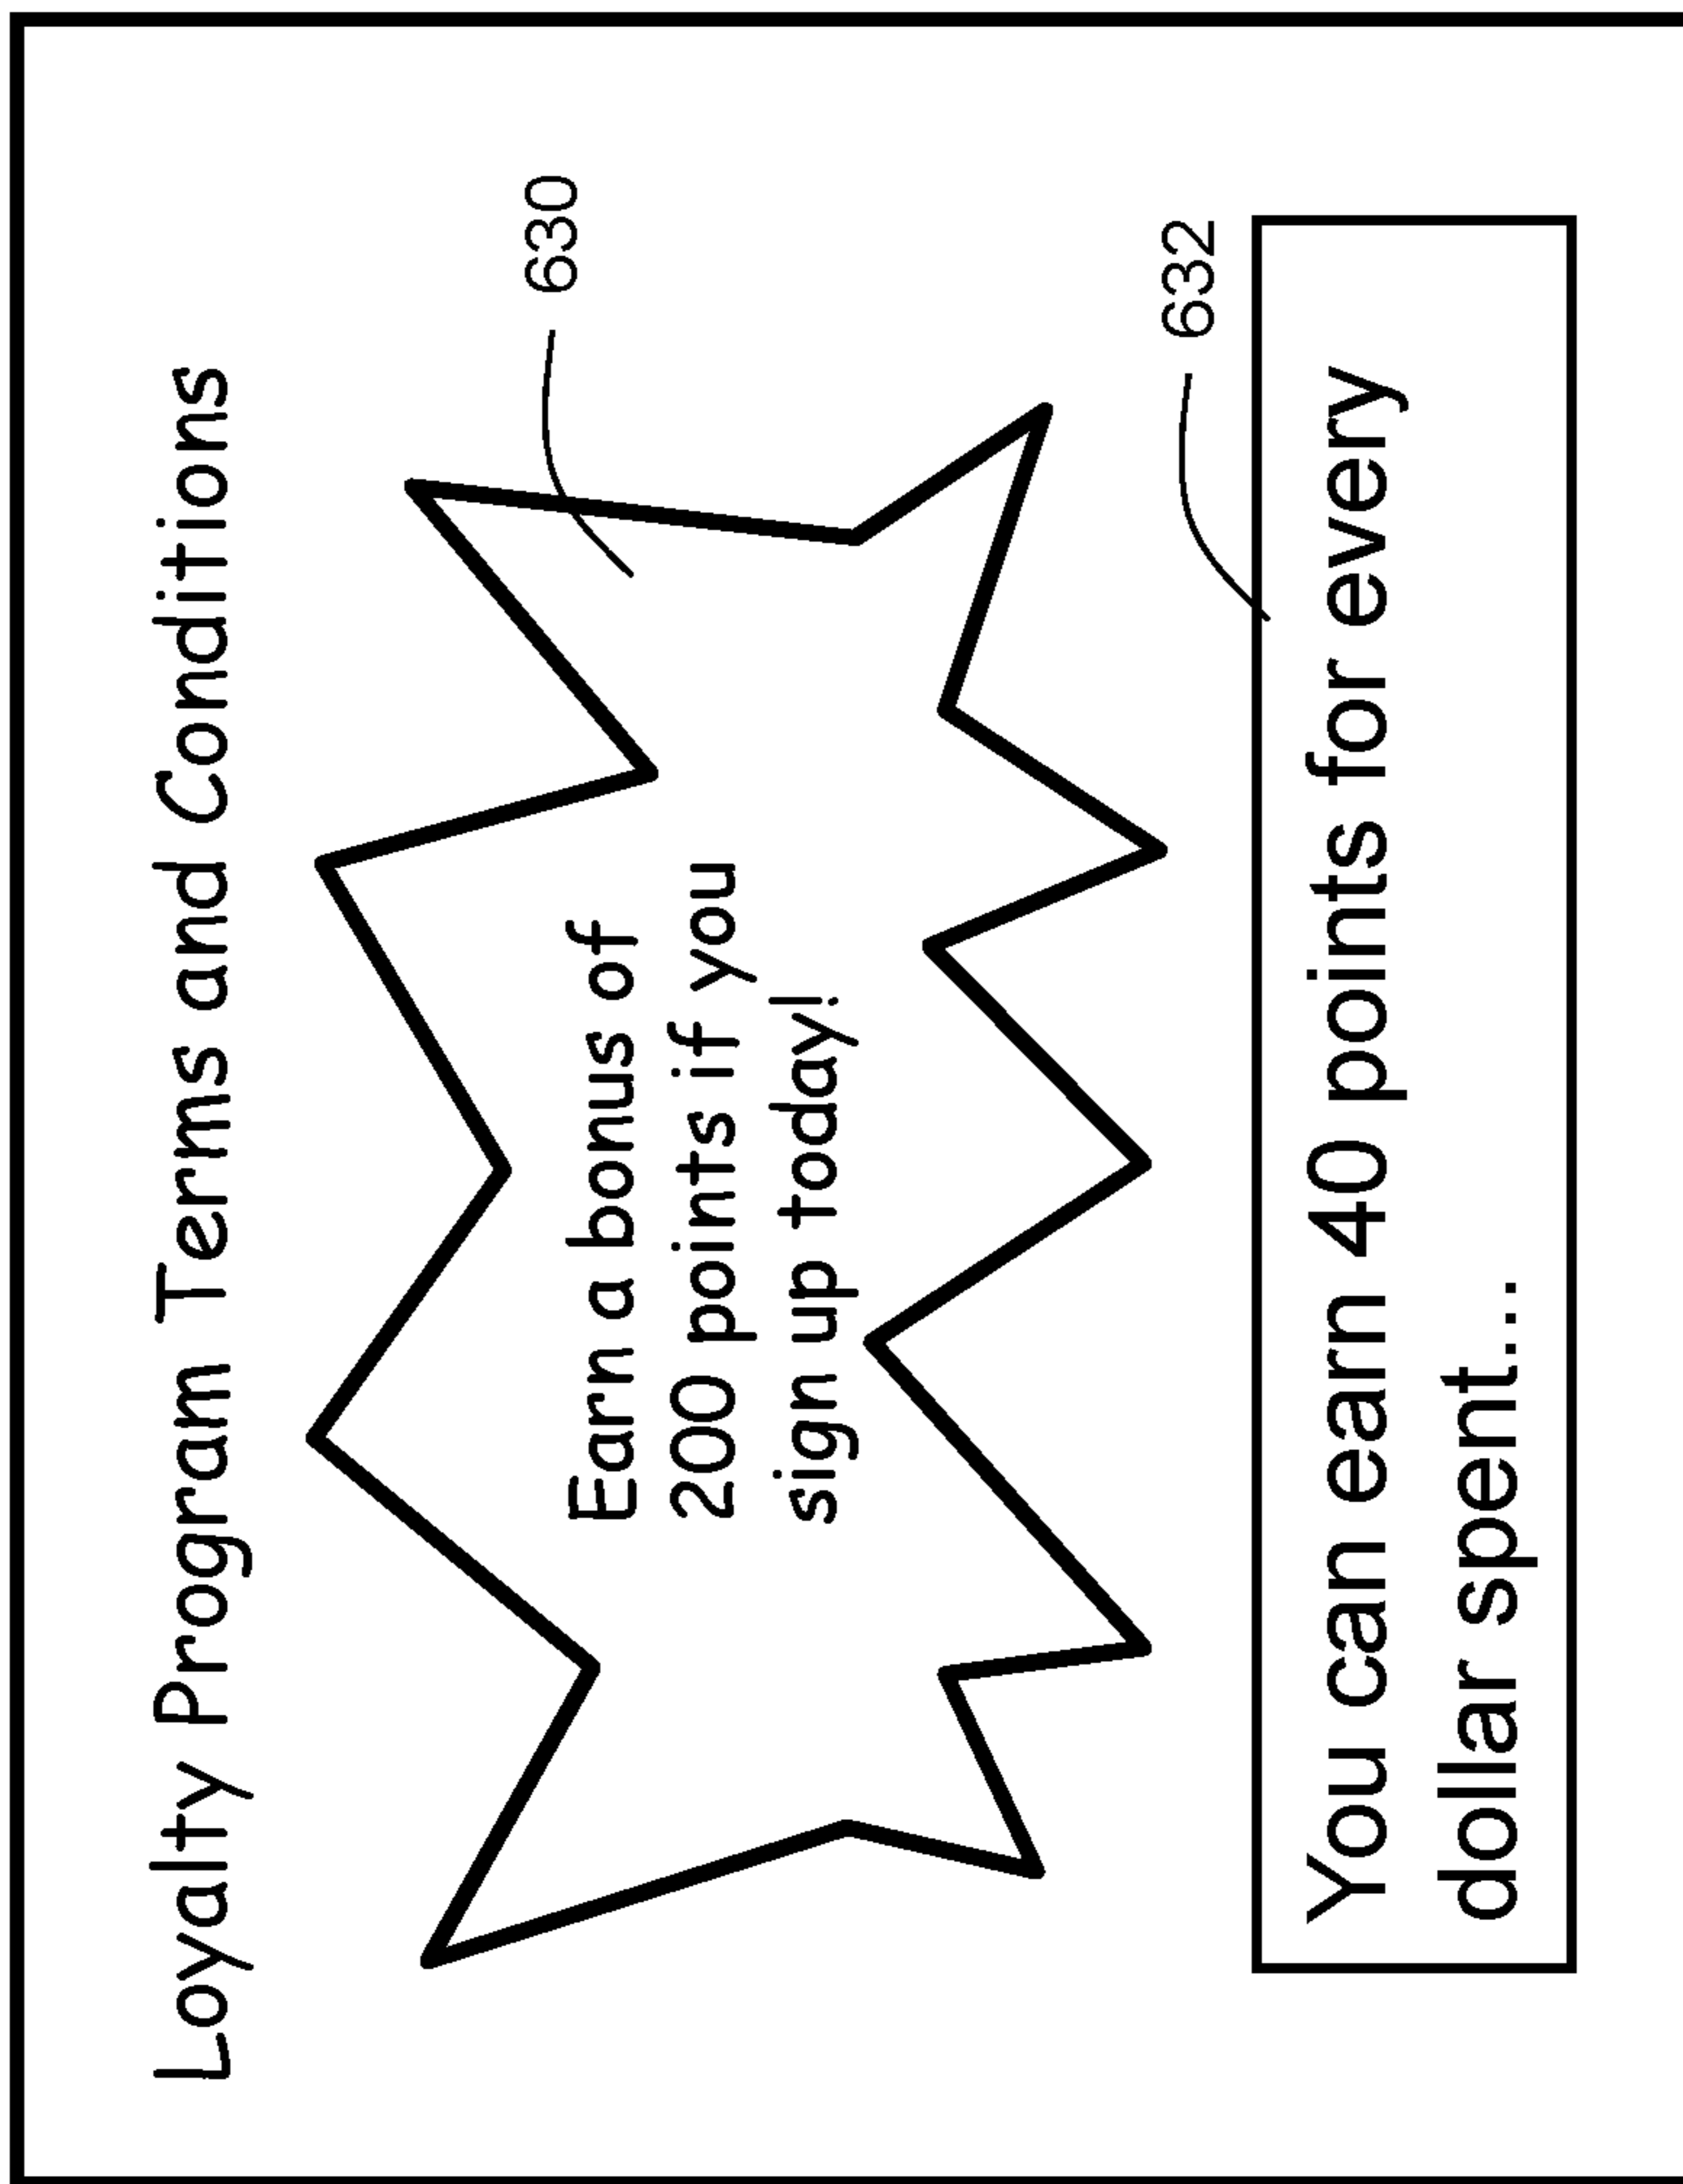 Loyalty Program Terms and Conditions
630
Earn a bonus of
200 points if you
sign up today!
632
You can earn 40 points for every
dollar spent....